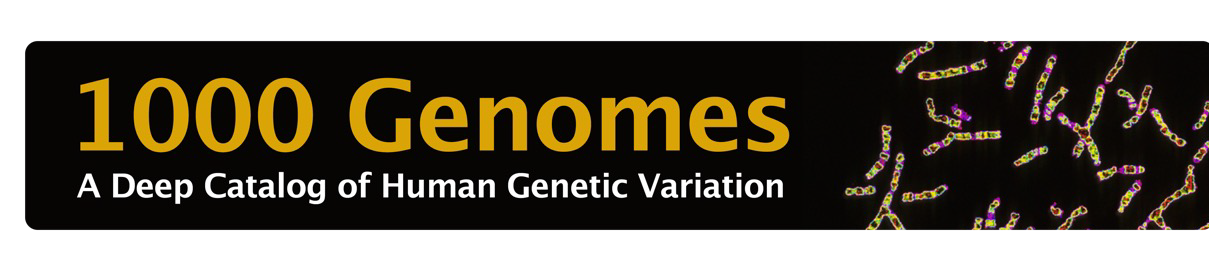 1000 Genomes
A Deep Catalog of Human Genetic Variation